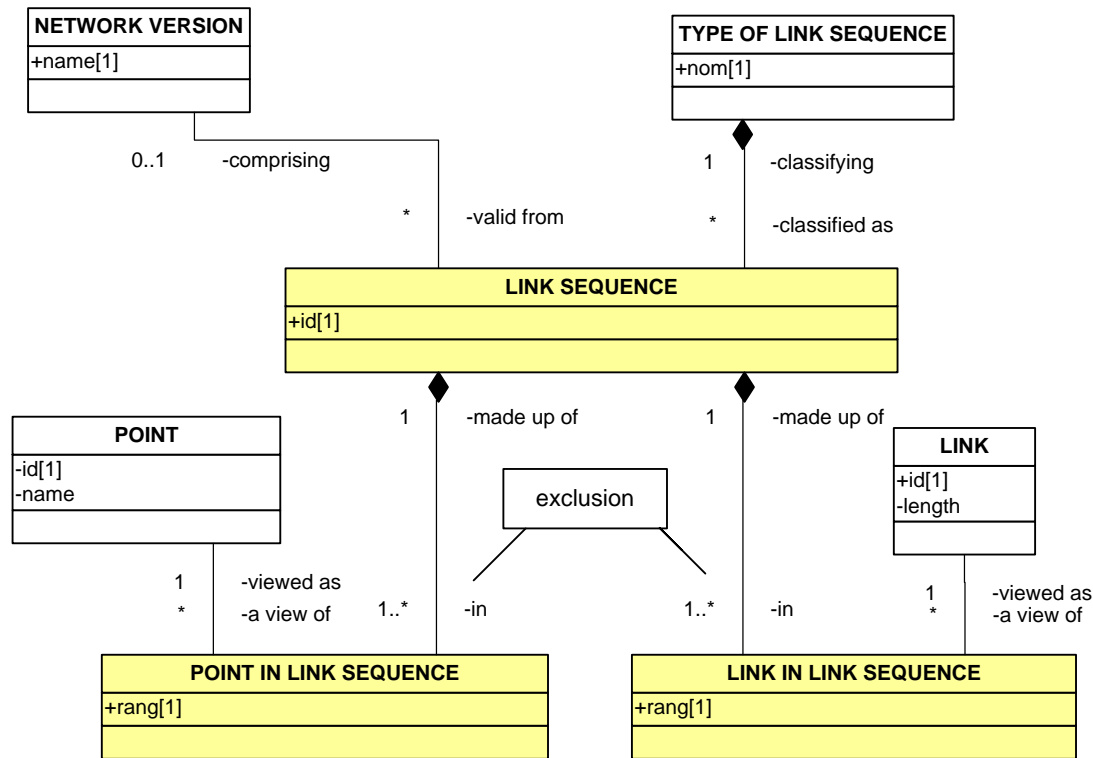 NETWORK VERSION
+name[1]
TYPE OF LINK SEQUENCE
+nom[1]
0..1 -comprising
1 -classifying
* -valid from
* -classified as
LINK SEQUENCE
+id[1]
1 -made up of
1 -made up of
POINT
-id[1]
-name
LINK
+id[1]
-length
exclusion
1 -viewed as
* -a view of
1..* -in
1..* -in
1 -viewed as
* -a view of
POINT IN LINK SEQUENCE
+rang[1]
LINK IN LINK SEQUENCE
+rang[1]